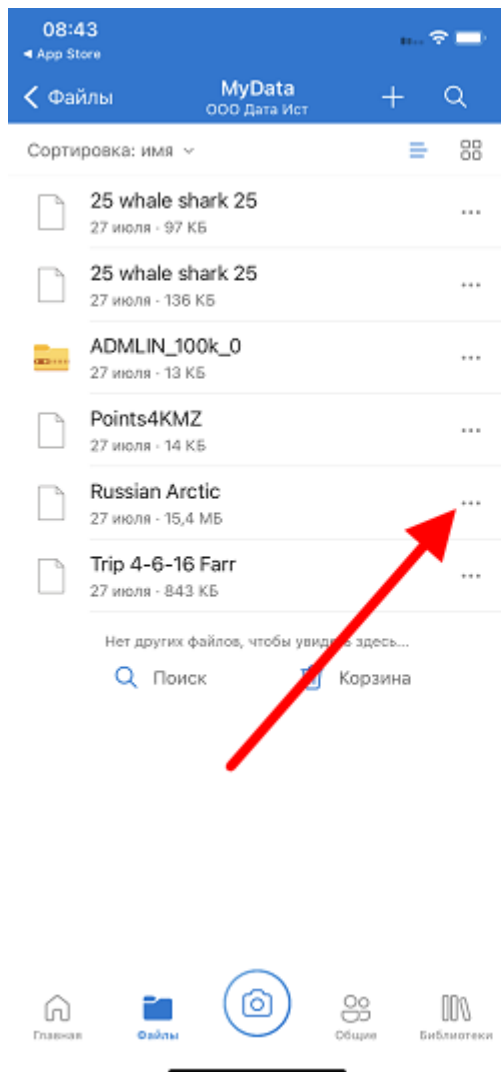 08:43
◀ App Store
Файлы
MyData
ООО Дата Ист
Сортировка: имя
25 whale shark 25
27 июля · 97 КБ
25 whale shark 25
27 июля · 136 КБ
ADMLIN_100k_0
27 июля · 13 КБ
Points4KMZ
27 июля · 14 КБ
Russian Arctic
27 июля · 15,4 МБ
Trip 4-6-16 Farr
27 июля · 843 КБ
Нет других файлов, чтобы увидеть здесь...
Поиск
Корзина
Главная
Файлы
Общие
Библиотеки